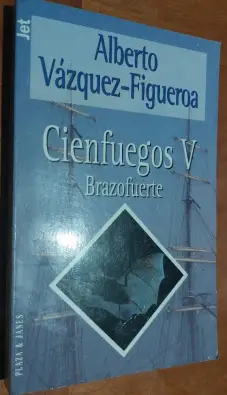 Jet
Alberto
Vázquez-Figueroa
Cienfuegos V
Brazofuerte
PLAZA & JANES